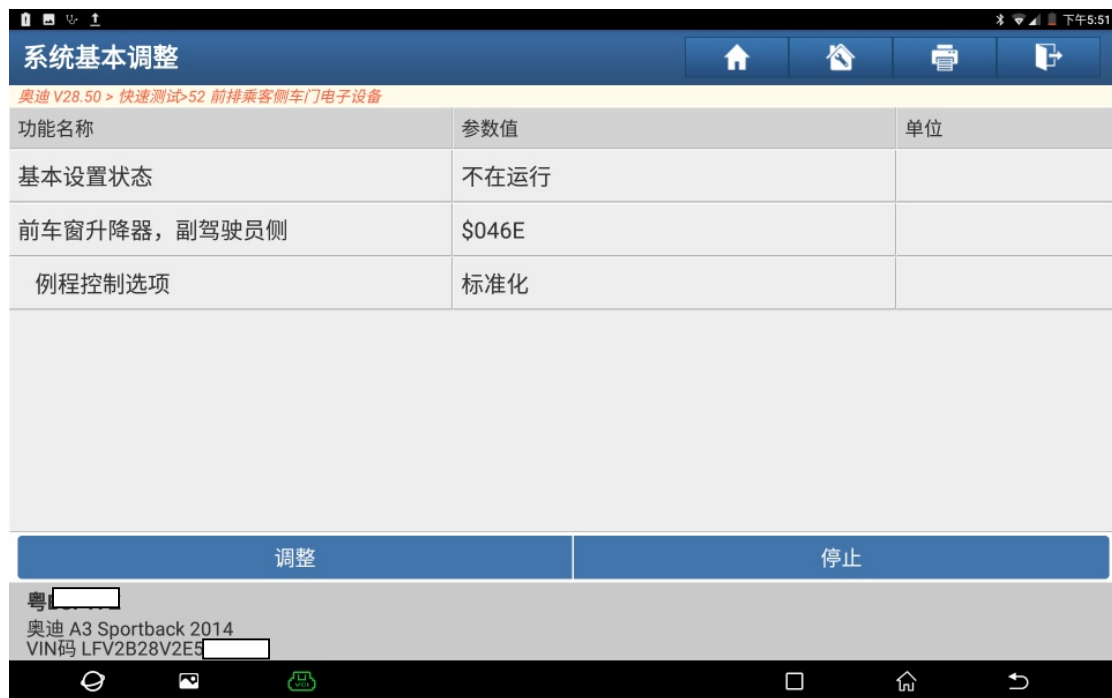 下午5:51
系统基本调整
奥迪 V28.50 > 快速测试>52 前排乘客侧车门电子设备
功能名称 参数值 单位
基本设置状态 不在运行
前车窗升降器，副驾驶员侧 $046E
例程控制选项 标准化
调整 停止
粤
奥迪 A3 Sportback 2014
VIN码 LFV2B28V2E5
VCI